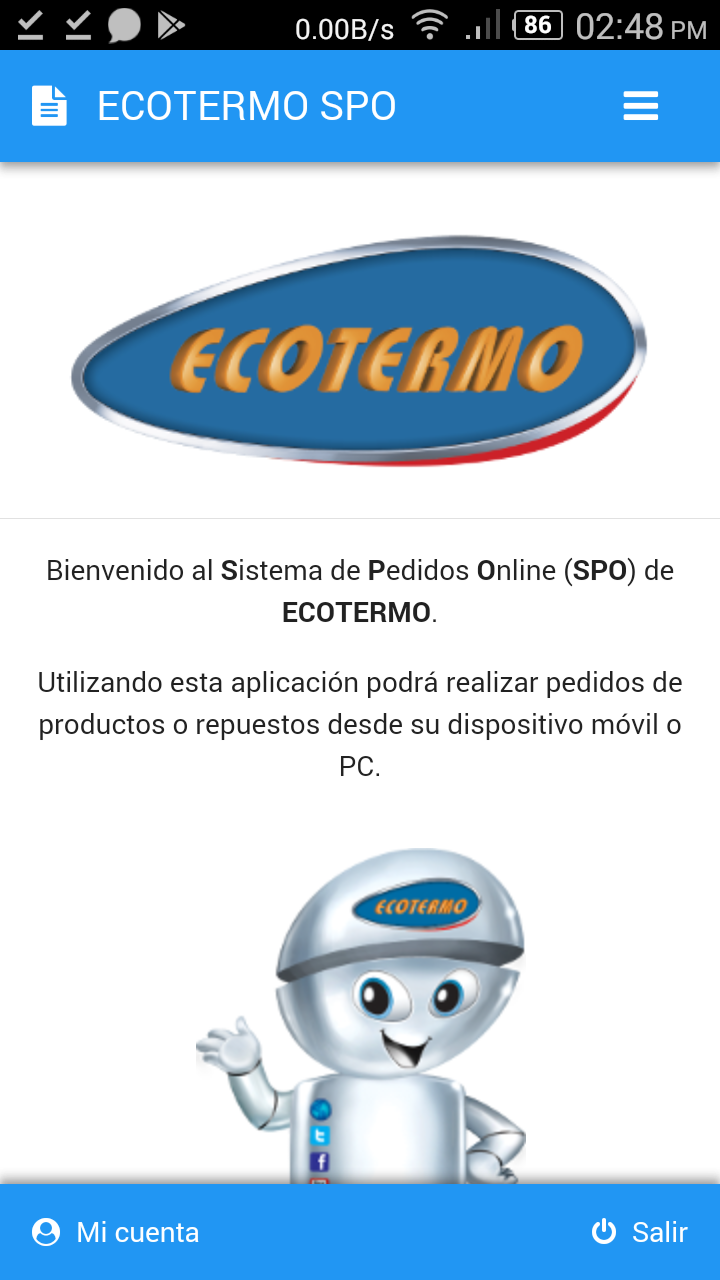 0.00B/s 86 02:48 PM
ECOTERMO SPO
ECOTERMO
Bienvenido al Sistema de Pedidos Online (SPO) de
ECOTERMO.
Utilizando esta aplicación podrá realizar pedidos de
productos o repuestos desde su dispositivo móvil o
PC.
ECOTERMO
Mi cuenta Salir